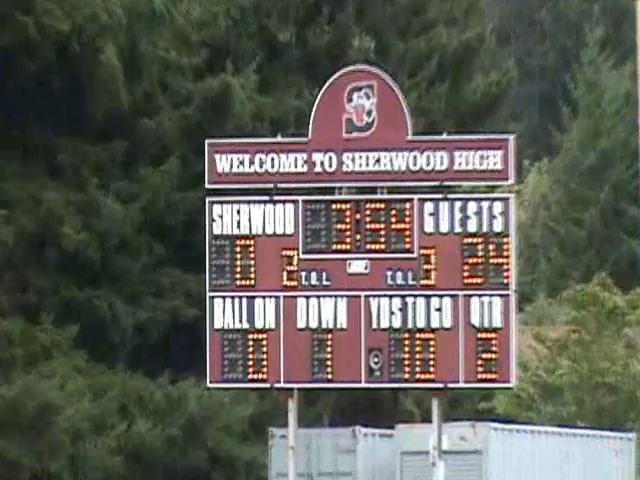 S
WELCOME TO SHERWOOD HIGH
SHERWOOD 3:54 GUESTS
0 2 T.O.L. T.O.L. 3 24
BALL ON DOWN YDS TO GO QTR
0 1 10 2